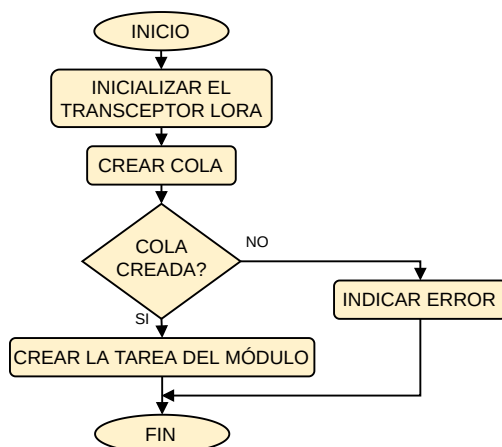 INICIO
INICIALIZAR EL
TRANSCEPTOR LORA
CREAR COLA
COLA
CREADA?
NO
INDICAR ERROR
SI
CREAR LA TAREA DEL MÓDULO
FIN